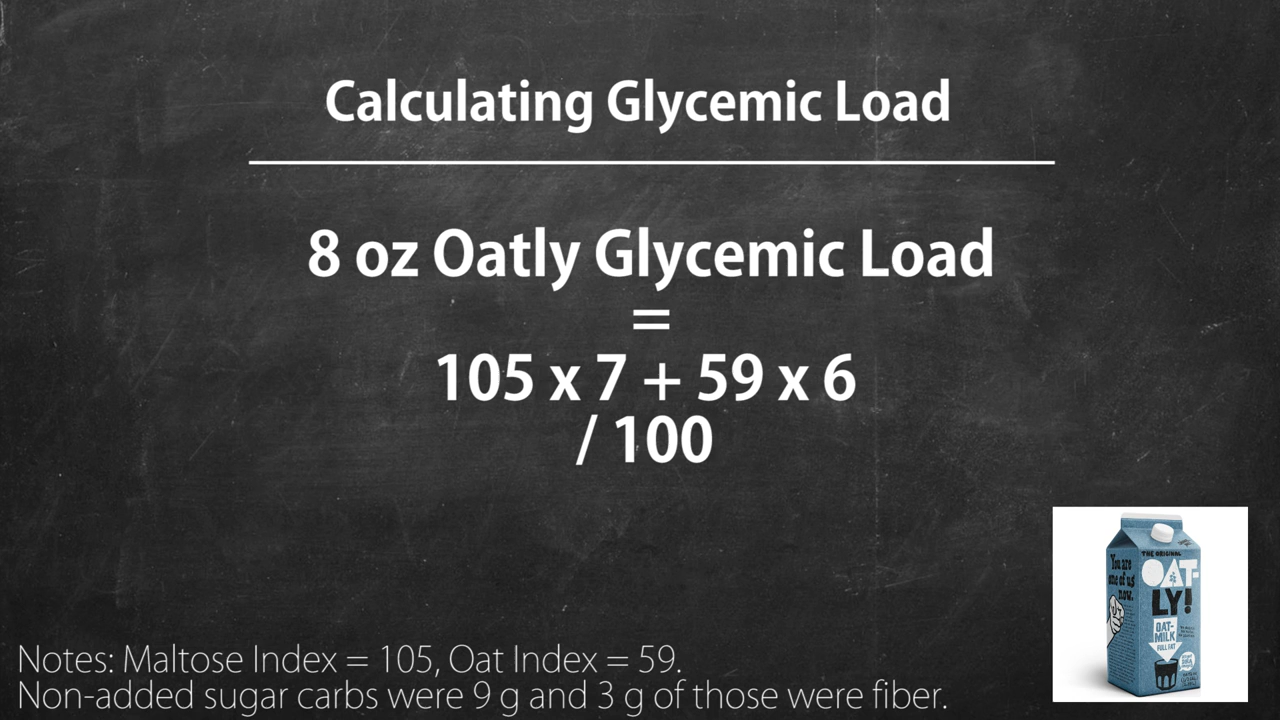 Calculating Glycemic Load
8 oz Oatly Glycemic Load
=
105 x 7 + 59 x 6
/ 100
THE ORIGINAL
You are
one of us
now.
OAT-
LY!
OAT-
MILK
FULL FAT
Notes: Maltose Index = 105, Oat Index = 59.
Non-added sugar carbs were 9 g and 3 g of those were fiber.